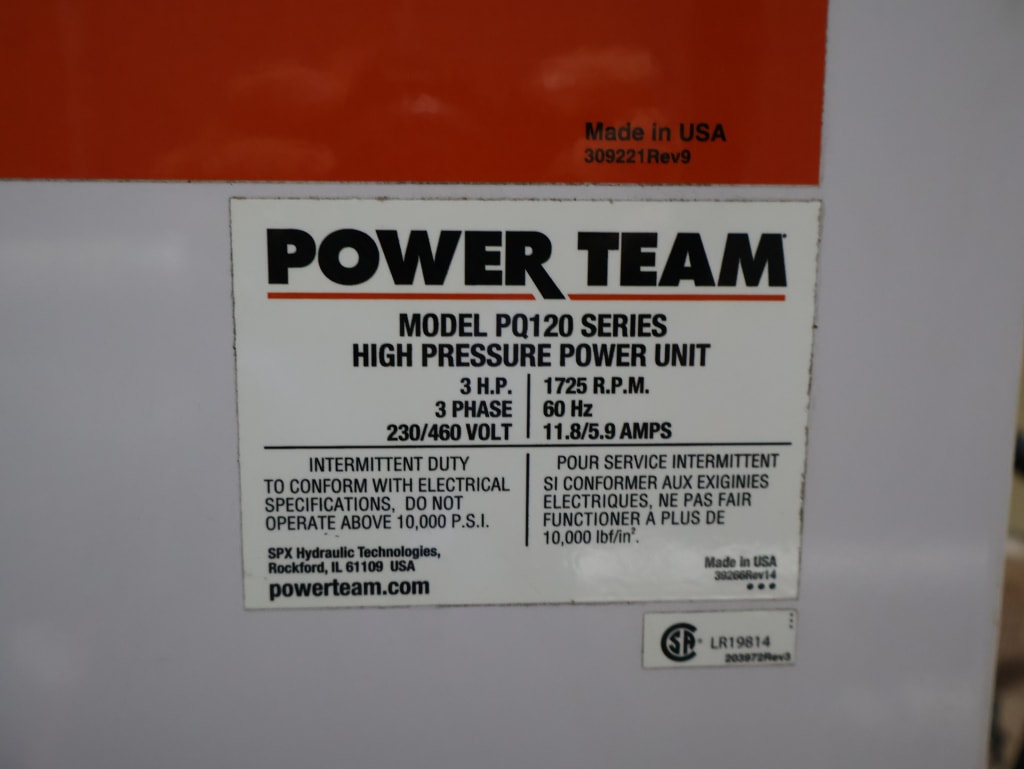 Made in USA
309221Rev9
POWER TEAM
MODEL PQ120 SERIES
HIGH PRESSURE POWER UNIT
3 H.P. 1725 R.P.M.
3 PHASE 60 Hz
230/460 VOLT 11.8/5.9 AMPS
INTERMITTENT DUTY
TO CONFORM WITH ELECTRICAL
SPECIFICATIONS, DO NOT
OPERATE ABOVE 10,000 P.S.I.
POUR SERVICE INTERMITTENT
SI CONFORMER AUX EXIGINIES
ELECTRIQUES, NE PAS FAIR
FUNCTIONER A PLUS DE
10,000 lbf/in².
SPX Hydraulic Technologies,
Rockford, IL 61109 USA
powerteam.com
Made in USA
39266Rev14
SA
LR19814
203972Rev3